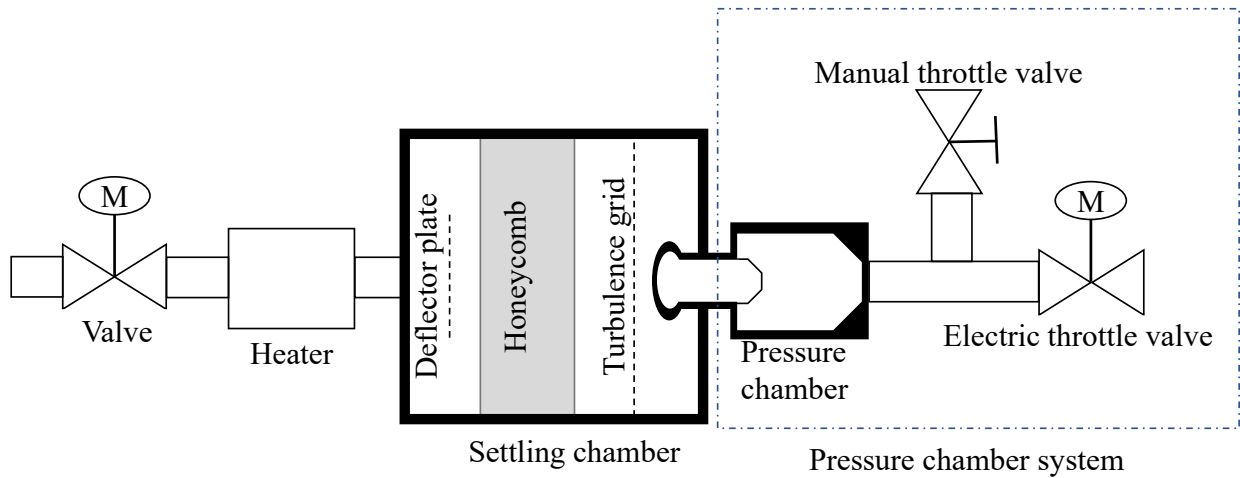 Manual throttle valve
M
M
Deflector plate
Honeycomb
Turbulence grid
Valve
Heater
Electric throttle valve
Pressure
chamber
Settling chamber
Pressure chamber system